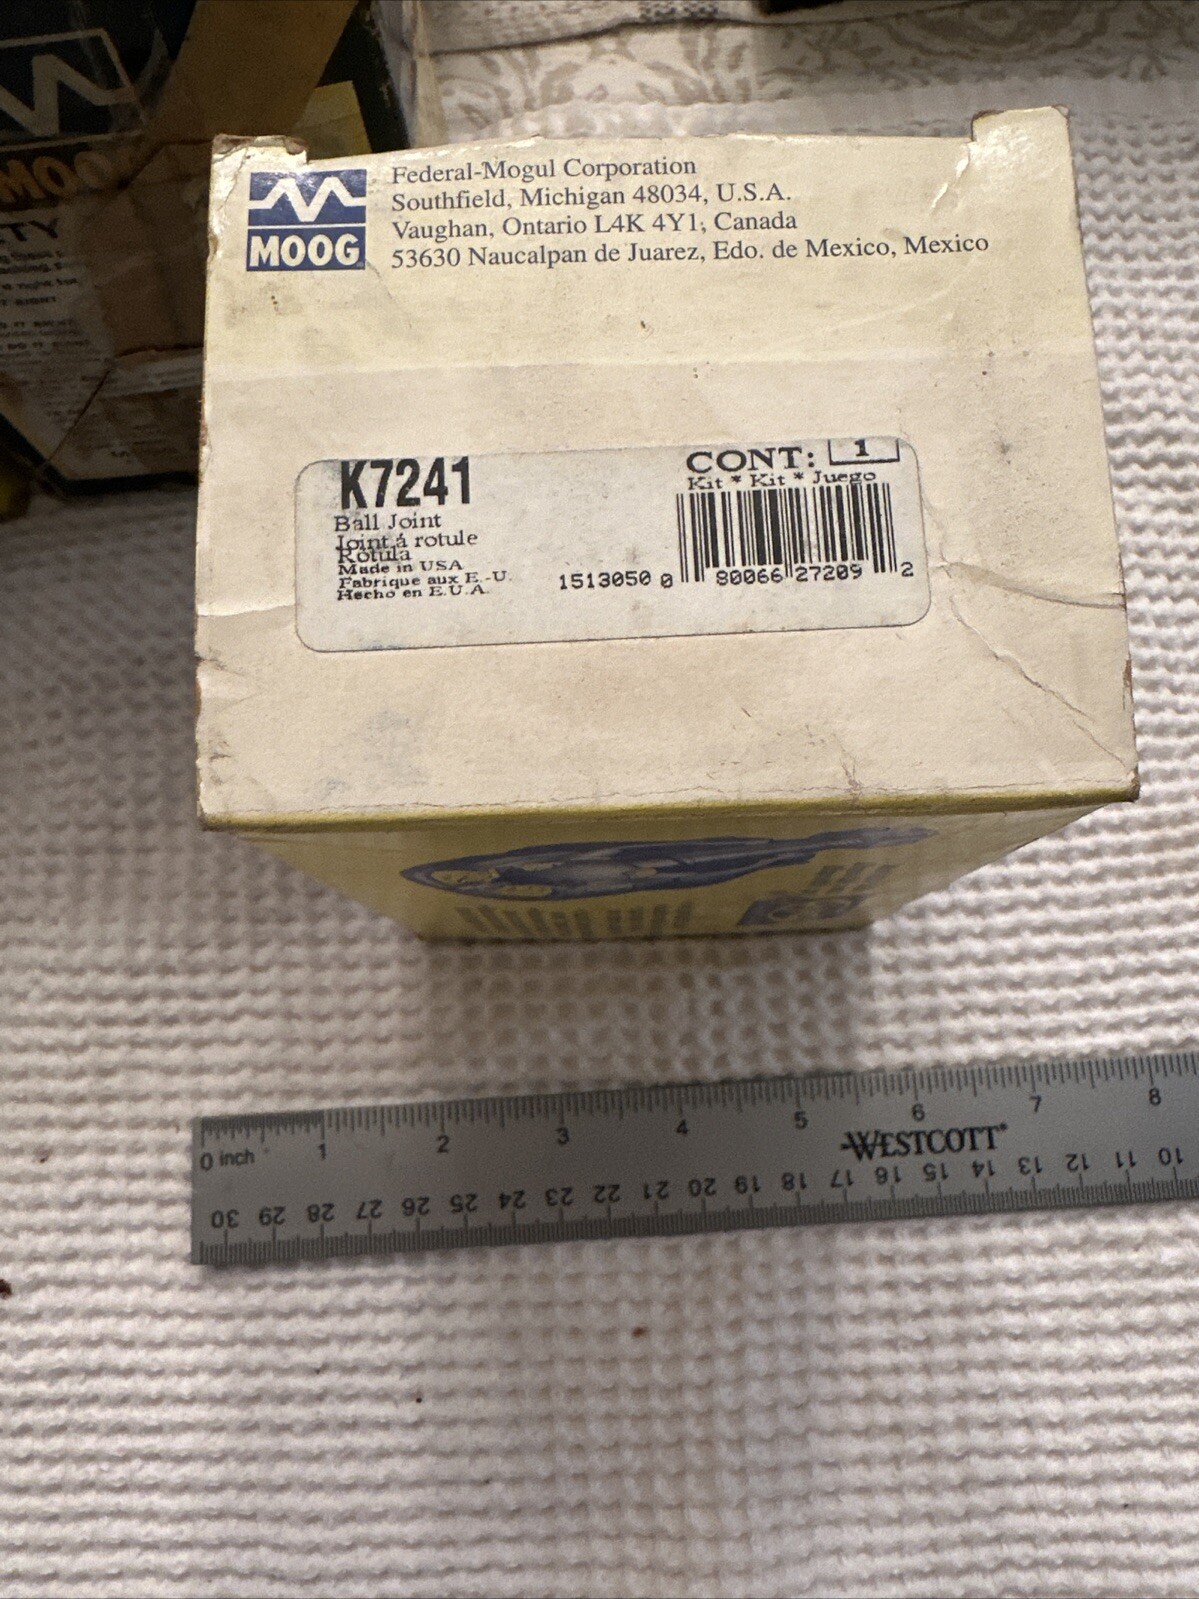 MOOG
Federal-Mogul Corporation
Southfield, Michigan 48034, U.S.A.
Vaughan, Ontario L4K 4Y1, Canada
53630 Naucalpan de Juarez, Edo. de Mexico, Mexico
K7241
Ball Joint
Joint á rotule
Rotula
Made in USA
Fabrique aux E.-U.
Hecho en E.U.A.
CONT: 1
Kit * Kit * Juego
1513050 0 80066 27209 2
MOO
TY
T RIGHT
0 inch 1 2 3 4 5 6 7 8
WESTCOTT
30 29 28 27 26 25 24 23 22 21 20 19 18 17 16 15 14 13 12 11 10